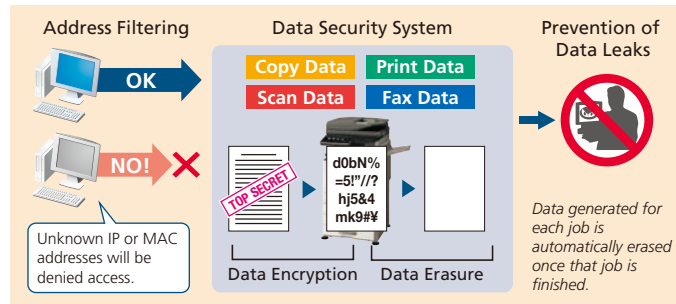 Address Filtering
OK
NO!
Unknown IP or MAC
addresses will be
denied access.
Data Security System
Copy Data
Print Data
Scan Data
Fax Data
TOP SECRET
d0bN%
=5!"//?
hj5&4
mk9#¥
Data Encryption
Data Erasure
Prevention of
Data Leaks
Data generated for
each job is
automatically erased
once that job is
finished.